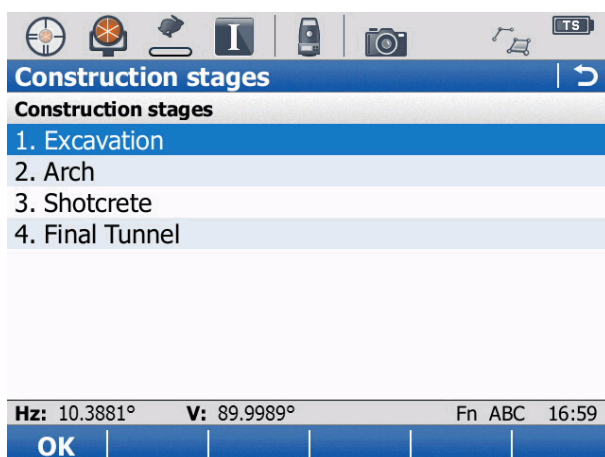 I
TS
Construction stages
Construction stages
1. Excavation
2. Arch
3. Shotcrete
4. Final Tunnel
Hz: 10.3881° V: 89.9989° Fn ABC 16:59
OK